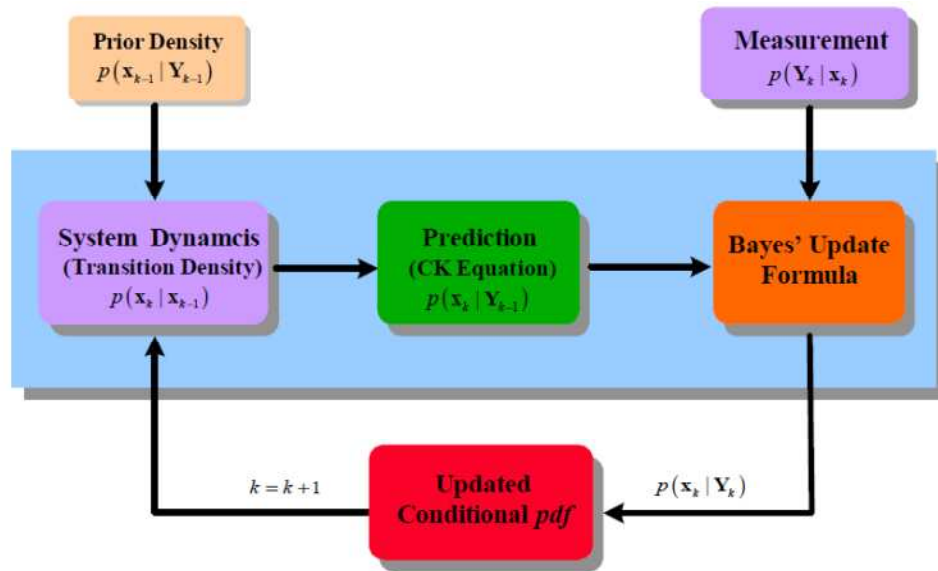 Prior Density
p(x_{k-1} | Y_{k-1})
Measurement
p(Y_k | x_k)
System Dynamcis
(Transition Density)
p(x_k | x_{k-1})
Prediction
(CK Equation)
p(x_k | Y_{k-1})
Bayes' Update
Formula
k = k + 1
Updated
Conditional pdf
p(x_k | Y_k)